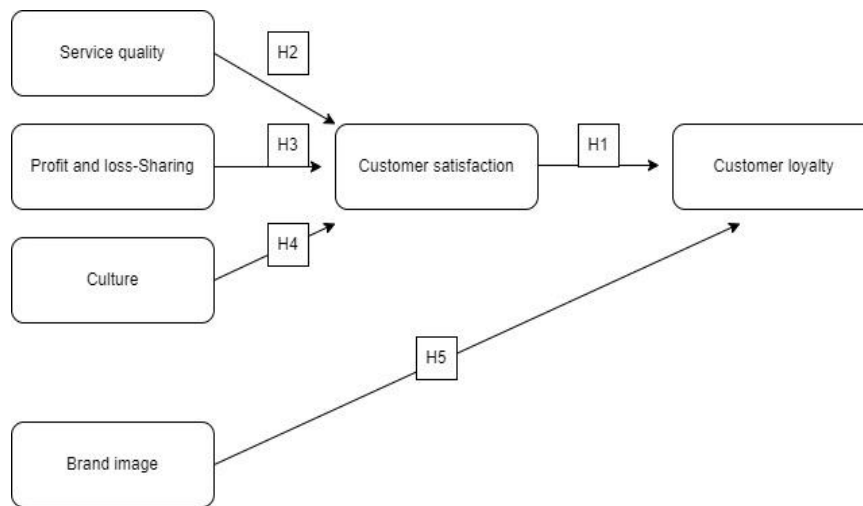 Service quality
H2
Profit and loss-Sharing
H3
Customer satisfaction
H1
Customer loyalty
H4
Culture
H5
Brand image